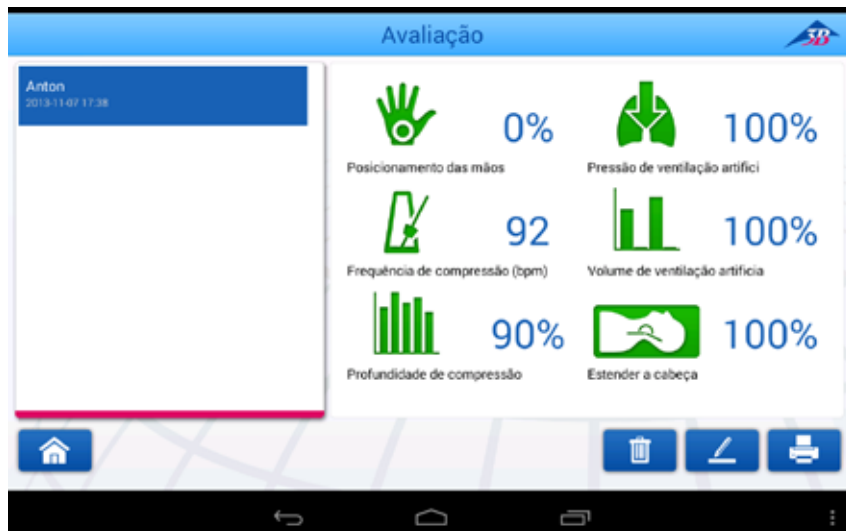 Avaliação
3B
Anton
2013-11-07 17:38
0%
Posicionamento das mãos
100%
Pressão de ventilação artifici
92
Frequência de compressão (bpm)
100%
Volume de ventilação artificia
90%
Profundidade de compressão
100%
Estender a cabeça